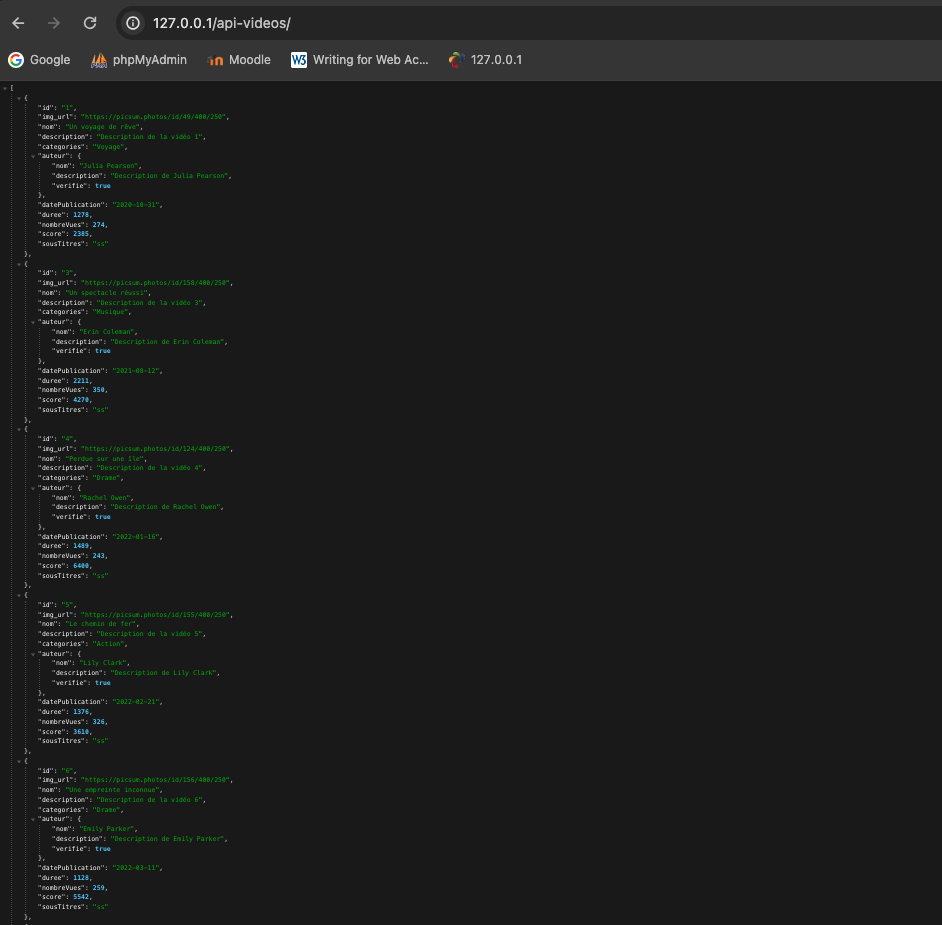 127.0.0.1/api-videos/
Google phpMyAdmin Moodle W3 Writing for Web Ac... 127.0.0.1
[
{
"id": "1",
"img_url": "https://picsum.photos/id/49/400/250",
"nom": "Un voyage de rêve",
"description": "Description de la vidéo 1",
"categories": "Voyage",
"auteur": {
"nom": "Julia Pearson",
"description": "Description de Julia Pearson",
"verifie": true
},
"datePublication": "2020-10-31",
"duree": 1278,
"nombreVues": 274,
"score": 2385,
"sousTitres": "ss"
},
{
"id": "3",
"img_url": "https://picsum.photos/id/158/400/250",
"nom": "Un spectacle réussi",
"description": "Description de la vidéo 3",
"categories": "Musique",
"auteur": {
"nom": "Erin Coleman",
"description": "Description de Erin Coleman",
"verifie": true
},
"datePublication": "2021-08-12",
"duree": 2211,
"nombreVues": 350,
"score": 4270,
"sousTitres": "ss"
},
{
"id": "4",
"img_url": "https://picsum.photos/id/124/400/250",
"nom": "Perdue sur une île",
"description": "Description de la vidéo 4",
"categories": "Drame",
"auteur": {
"nom": "Rachel Owen",
"description": "Description de Rachel Owen",
"verifie": true
},
"datePublication": "2022-01-16",
"duree": 1489,
"nombreVues": 243,
"score": 6400,
"sousTitres": "ss"
},
{
"id": "5",
"img_url": "https://picsum.photos/id/155/400/250",
"nom": "Le chemin de fer",
"description": "Description de la vidéo 5",
"categories": "Action",
"auteur": {
"nom": "Lily Clark",
"description": "Description de Lily Clark",
"verifie": true
},
"datePublication": "2022-02-21",
"duree": 1376,
"nombreVues": 326,
"score": 3610,
"sousTitres": "ss"
},
{
"id": "6",
"img_url": "https://picsum.photos/id/156/400/250",
"nom": "Une empreinte inconnue",
"description": "Description de la vidéo 6",
"categories": "Drame",
"auteur": {
"nom": "Emily Parker",
"description": "Description de Emily Parker",
"verifie": true
},
"datePublication": "2022-03-11",
"duree": 1128,
"nombreVues": 259,
"score": 5542,
"sousTitres": "ss"
},